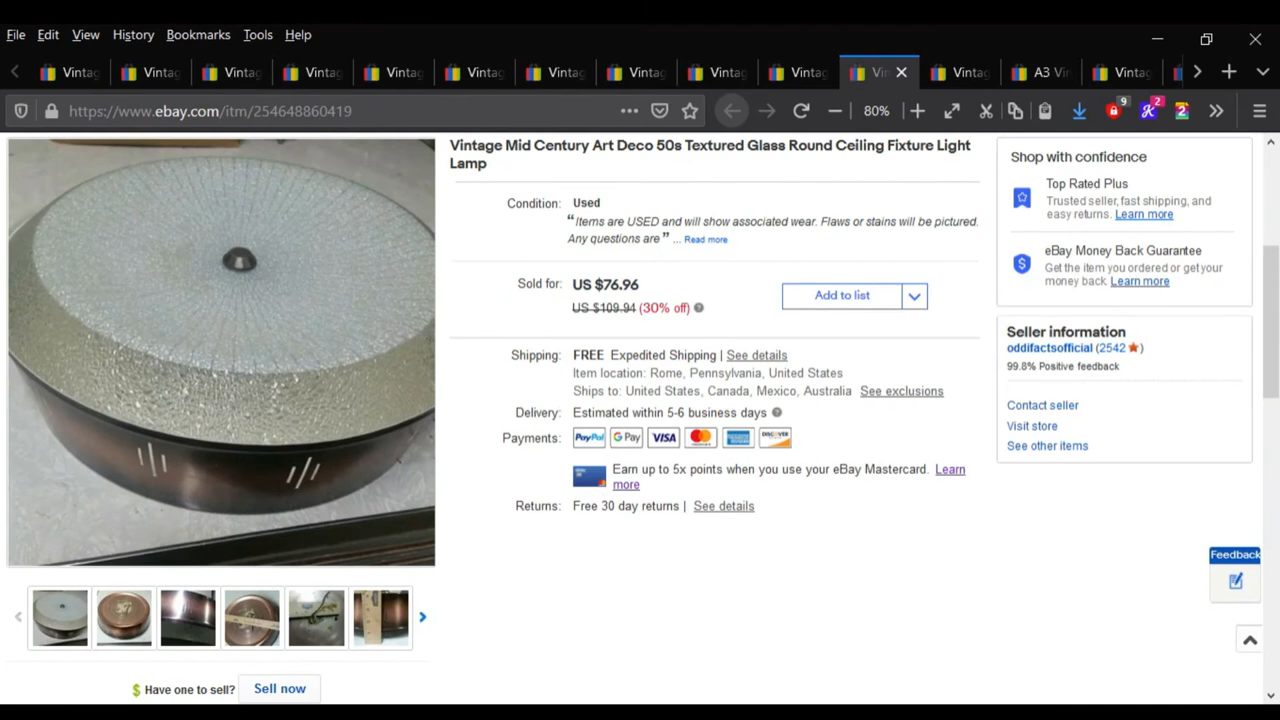 File Edit View History Bookmarks Tools Help
Vintag Vintag Vintag Vintag Vintag Vintag Vintag Vintag Vintag Vintag Vin Vintag A3 Vin Vintag
https://www.ebay.com/itm/254648860419 80% 9 2 2
Vintage Mid Century Art Deco 50s Textured Glass Round Ceiling Fixture Light
Lamp
Condition: Used
"Items are USED and will show associated wear. Flaws or stains will be pictured.
Any questions are" ... Read more
Sold for: US $76.96
US $109.94 (30% off)
Add to list
Shipping: FREE Expedited Shipping | See details
Item location: Rome, Pennsylvania, United States
Ships to: United States, Canada, Mexico, Australia See exclusions
Delivery: Estimated within 5-6 business days
Payments: PayPal G Pay VISA DISCOVER
Earn up to 5x points when you use your eBay Mastercard. Learn
more
Returns: Free 30 day returns | See details
Shop with confidence
Top Rated Plus
Trusted seller, fast shipping, and
easy returns. Learn more
eBay Money Back Guarantee
Get the item you ordered or get your
money back. Learn more
Seller information
oddifactsofficial (2542)
99.8% Positive feedback
Contact seller
Visit store
See other items
Feedback
Have one to sell? Sell now